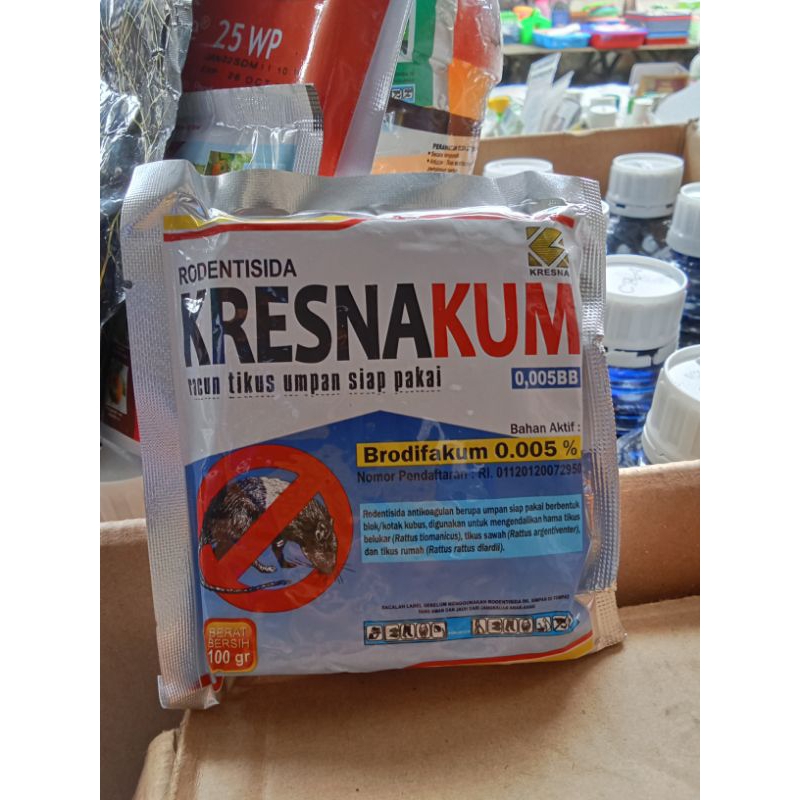 25 WP
RODENTISIDA
KRESNA
KRESNAKUM
racun tikus umpan siap pakai
0,005BB
Bahan Aktif :
Brodifakum 0.005 %
Nomor Pendaftaran : RI. 01120120072950
Rodentisida antikoagulan berupa umpan siap pakai berbentuk
blok/kotak kubus, digunakan untuk mengendalikan hama tikus
belukar (Rattus tiomanicus), tikus sawah (Rattus argentiventer),
dan tikus rumah (Rattus rattus diardii).
BERAT
BERSIH
100 gr